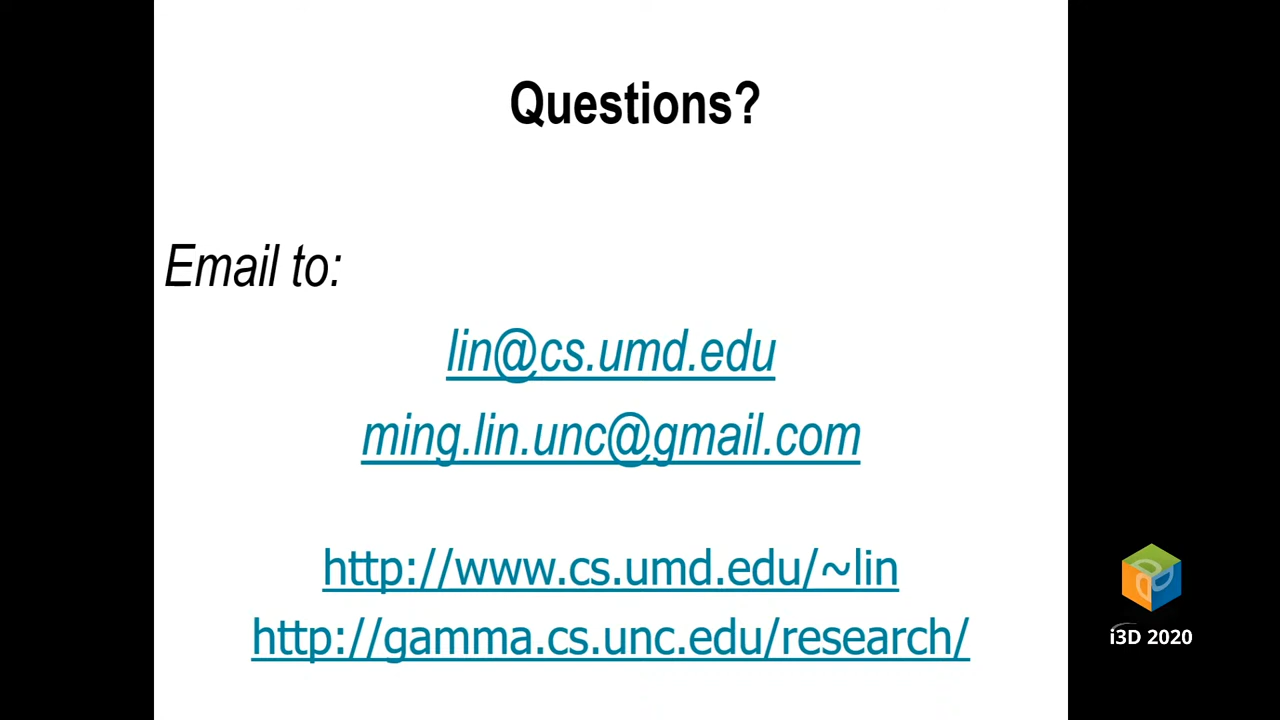 Questions?
Email to:
lin@cs.umd.edu
ming.lin.unc@gmail.com
http://www.cs.umd.edu/~lin
http://gamma.cs.unc.edu/research/
i3D 2020